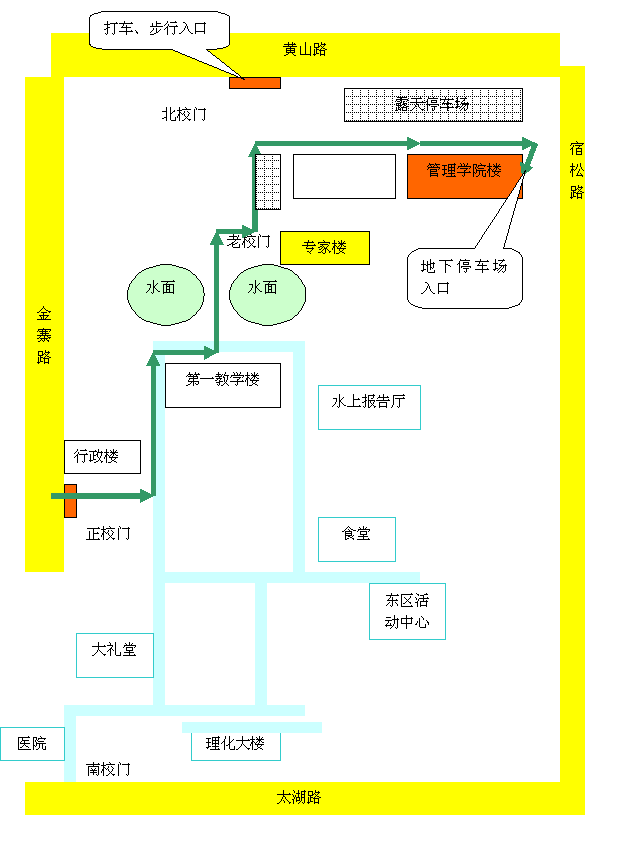 打车、步行入口
黄山路
露天停车场
北校门
宿
松
路
管理学院楼
老校门
专家楼
地下停车场
入口
水面
水面
金
寨
路
第一教学楼
水上报告厅
行政楼
正校门
食堂
东区活
动中心
大礼堂
医院
理化大楼
南校门
太湖路